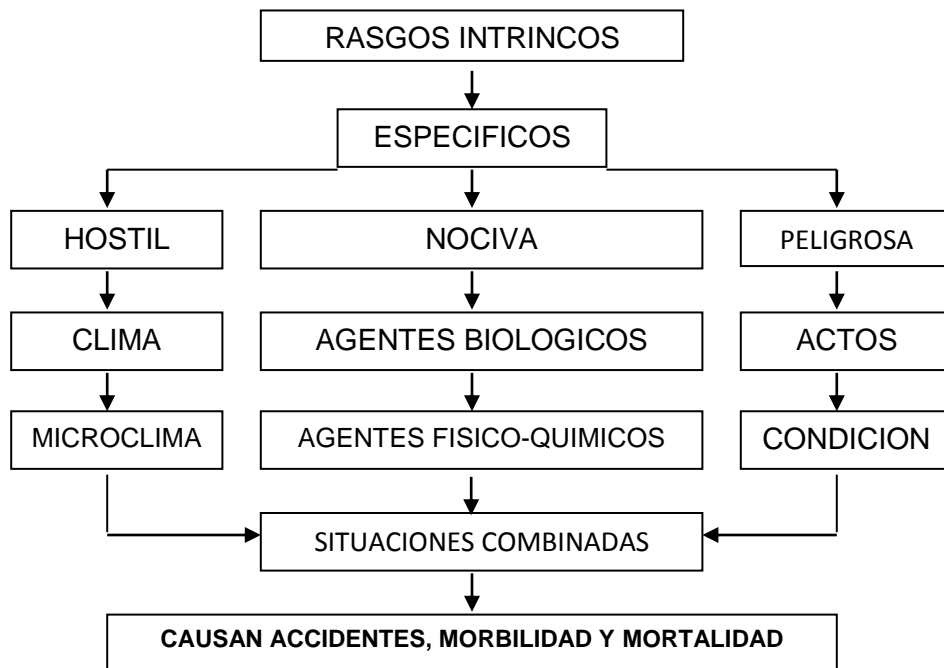 RASGOS INTRINCOS
ESPECIFICOS
HOSTIL
NOCIVA
PELIGROSA
CLIMA
AGENTES BIOLOGICOS
ACTOS
MICROCLIMA
AGENTES FISICO-QUIMICOS
CONDICION
SITUACIONES COMBINADAS
CAUSAN ACCIDENTES, MORBILIDAD Y MORTALIDAD